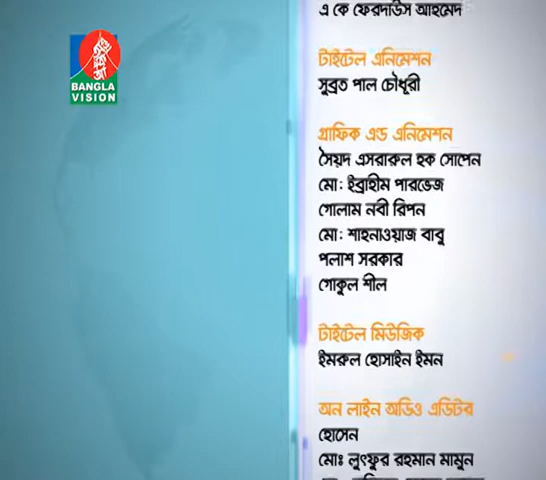 BANGLA
VISION
এ কে ফেরদাউস আহমেদ
টাইটেল এনিমেশন
সুব্রত পাল চৌধূরী
গ্রাফিক এন্ড এনিমেশন
সৈয়দ এসরারুল হক সোপেন
মো: ইব্রাহীম পারভেজ
গোলাম নবী রিপন
মো: শাহনাওয়াজ বাবু
পলাশ সরকার
গোকুল শীল
টাইটেল মিউজিক
ইমরুল হোসাইন ইমন
অন লাইন অডিও এডিটর
হোসেন
মোঃ লুৎফুর রহমান মামুন